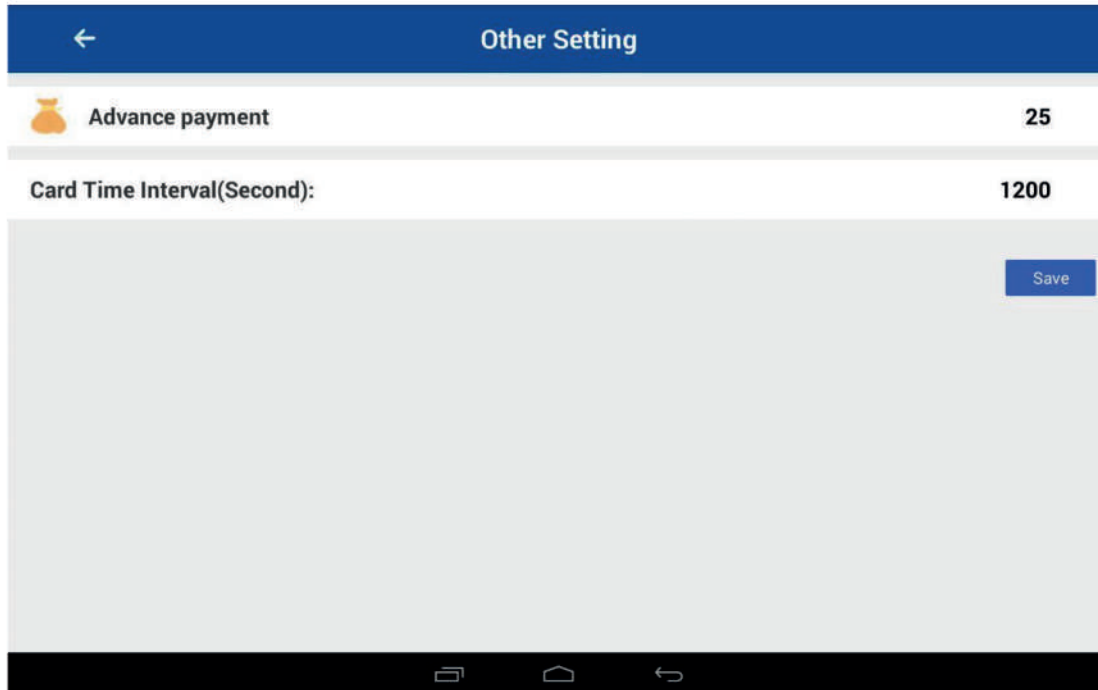 Other Setting
Advance payment 25
Card Time Interval(Second): 1200
Save